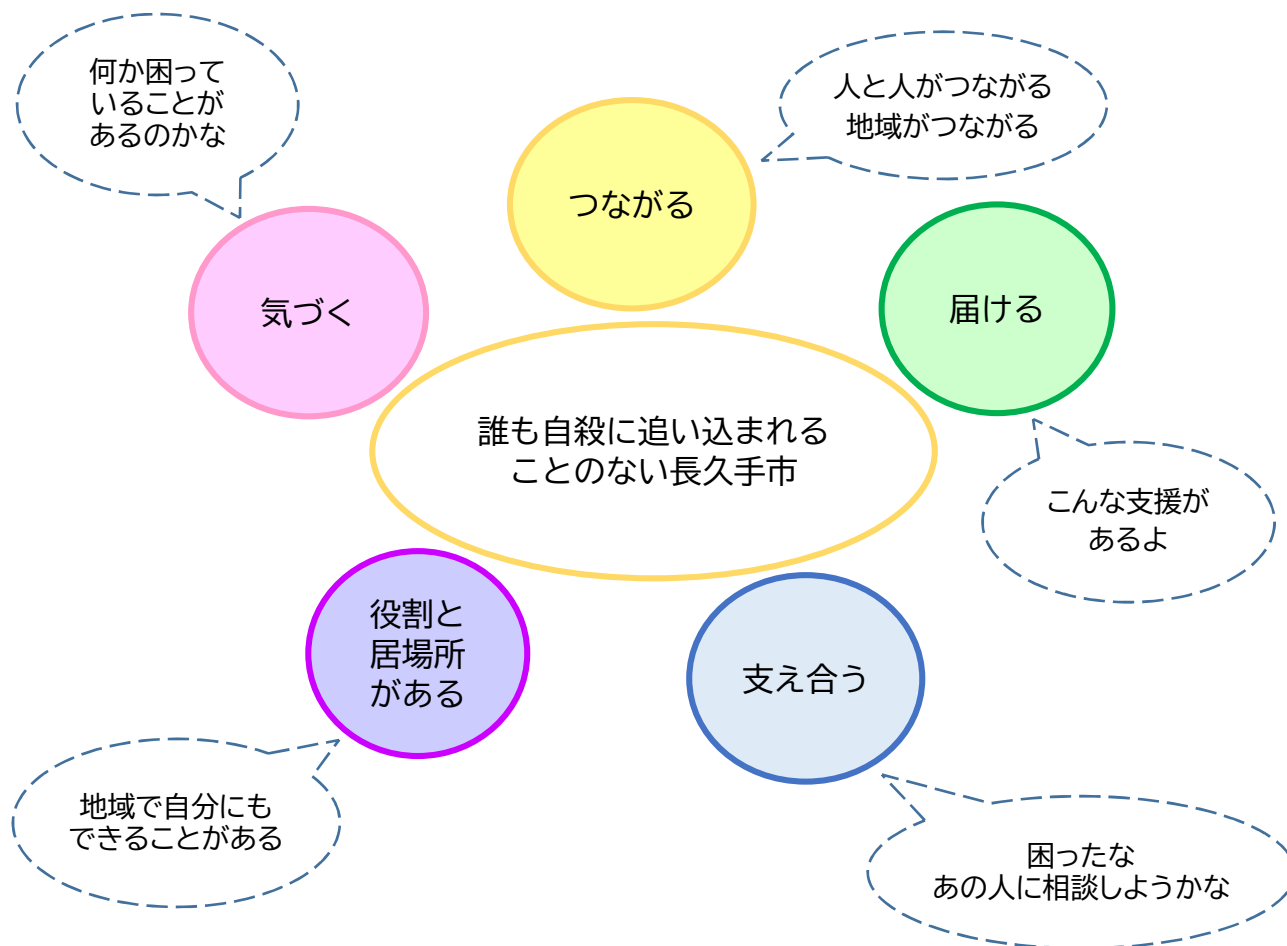 何か困って
いることが
あるのかな
人と人がつながる
地域がつながる
つながる
気づく
届ける
誰も自殺に追い込まれる
ことのない長久手市
こんな支援が
あるよ
役割と
居場所
がある
支え合う
地域で自分にも
できることがある
困ったな
あの人に相談しようかな